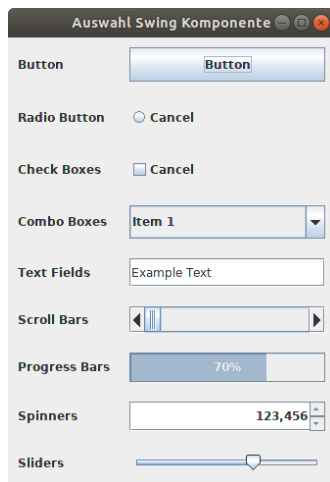 Auswahl Swing Komponente
Button Button
Radio Button Cancel
Check Boxes Cancel
Combo Boxes Item 1
Text Fields Example Text
Scroll Bars
Progress Bars 70%
Spinners 123,456
Sliders